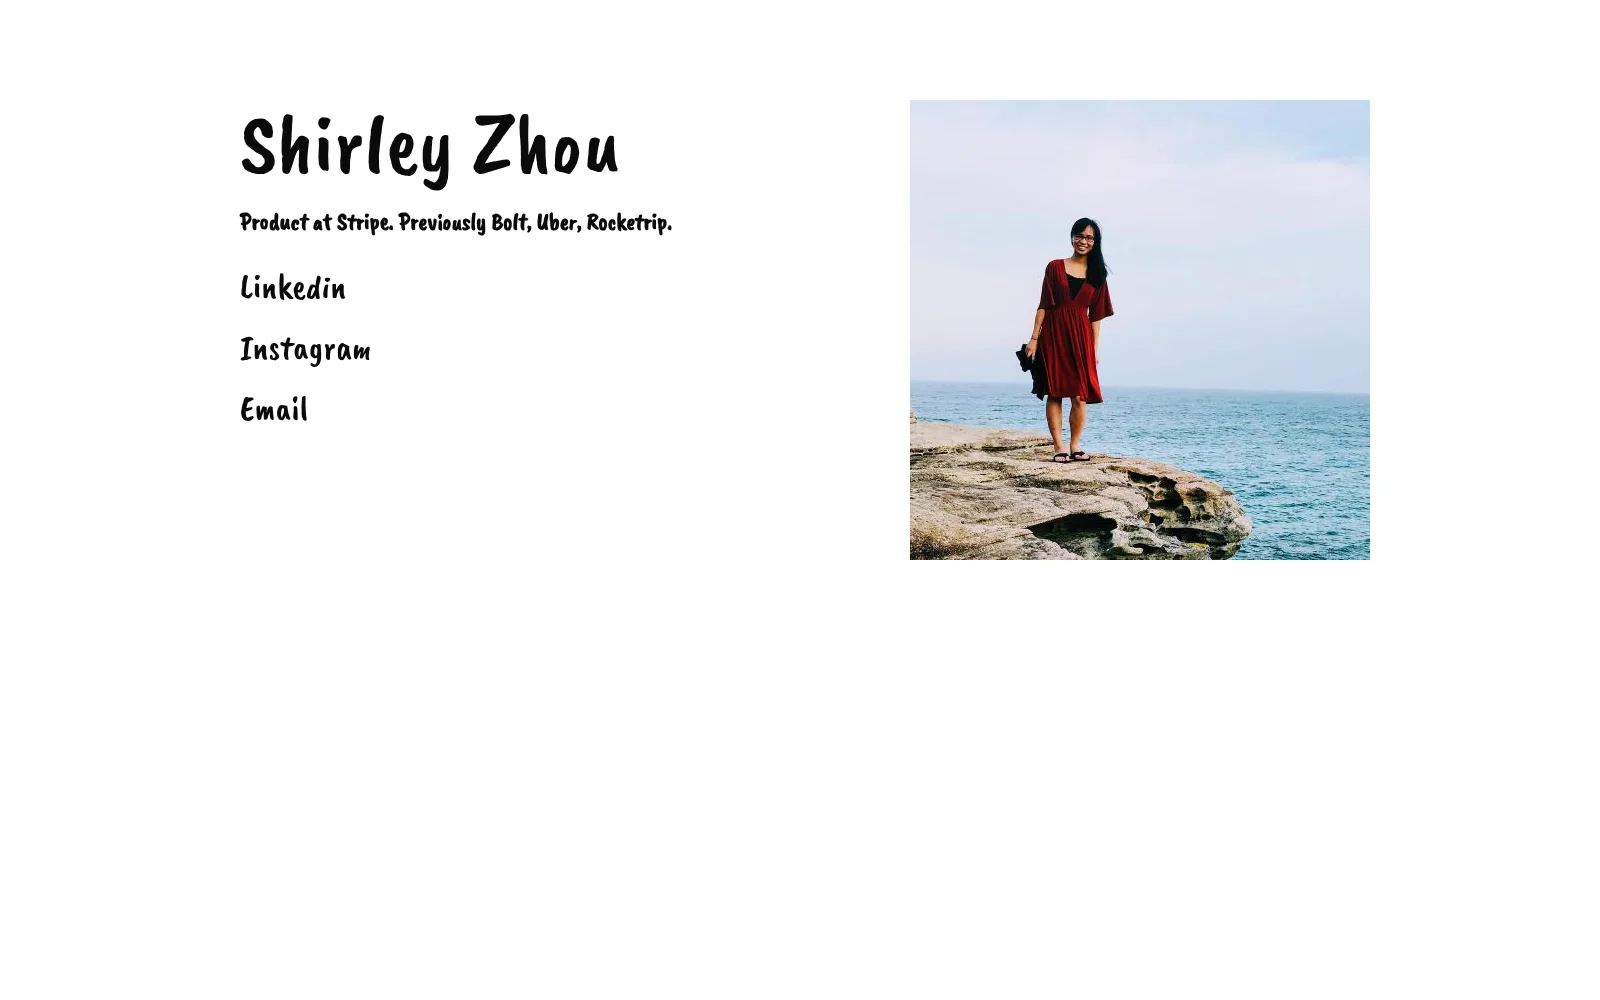 Shirley Zhou
Product at Stripe. Previously Bolt, Uber, Rocketrip.
Linkedin
Instagram
Email